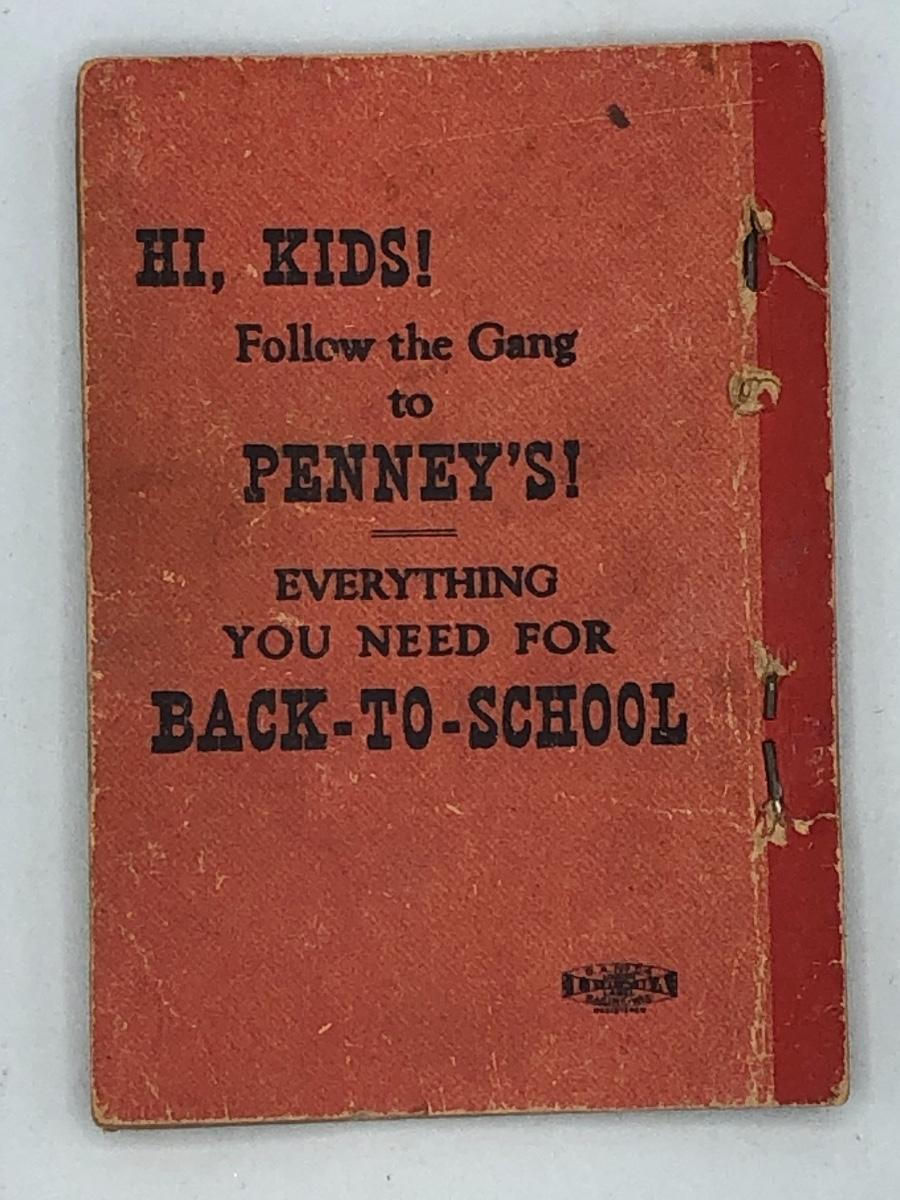 HI, KIDS!
Follow the Gang
to
PENNEY'S!
EVERYTHING
YOU NEED FOR
BACK-TO-SCHOOL